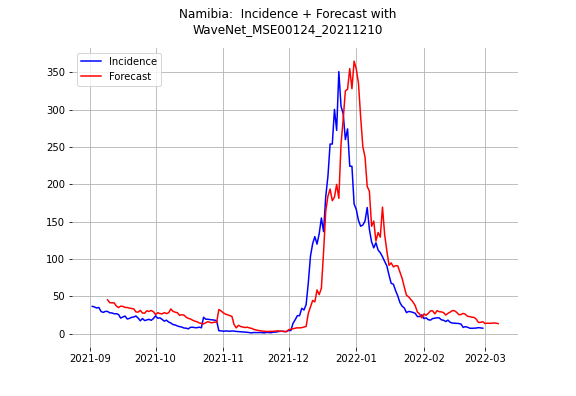 Namibia:  Incidence + Forecast with
WaveNet_MSE00124_20211210
Incidence
Forecast
350
300
250
200
150
100
50
0
2021-09 2021-10 2021-11 2021-12 2022-01 2022-02 2022-03